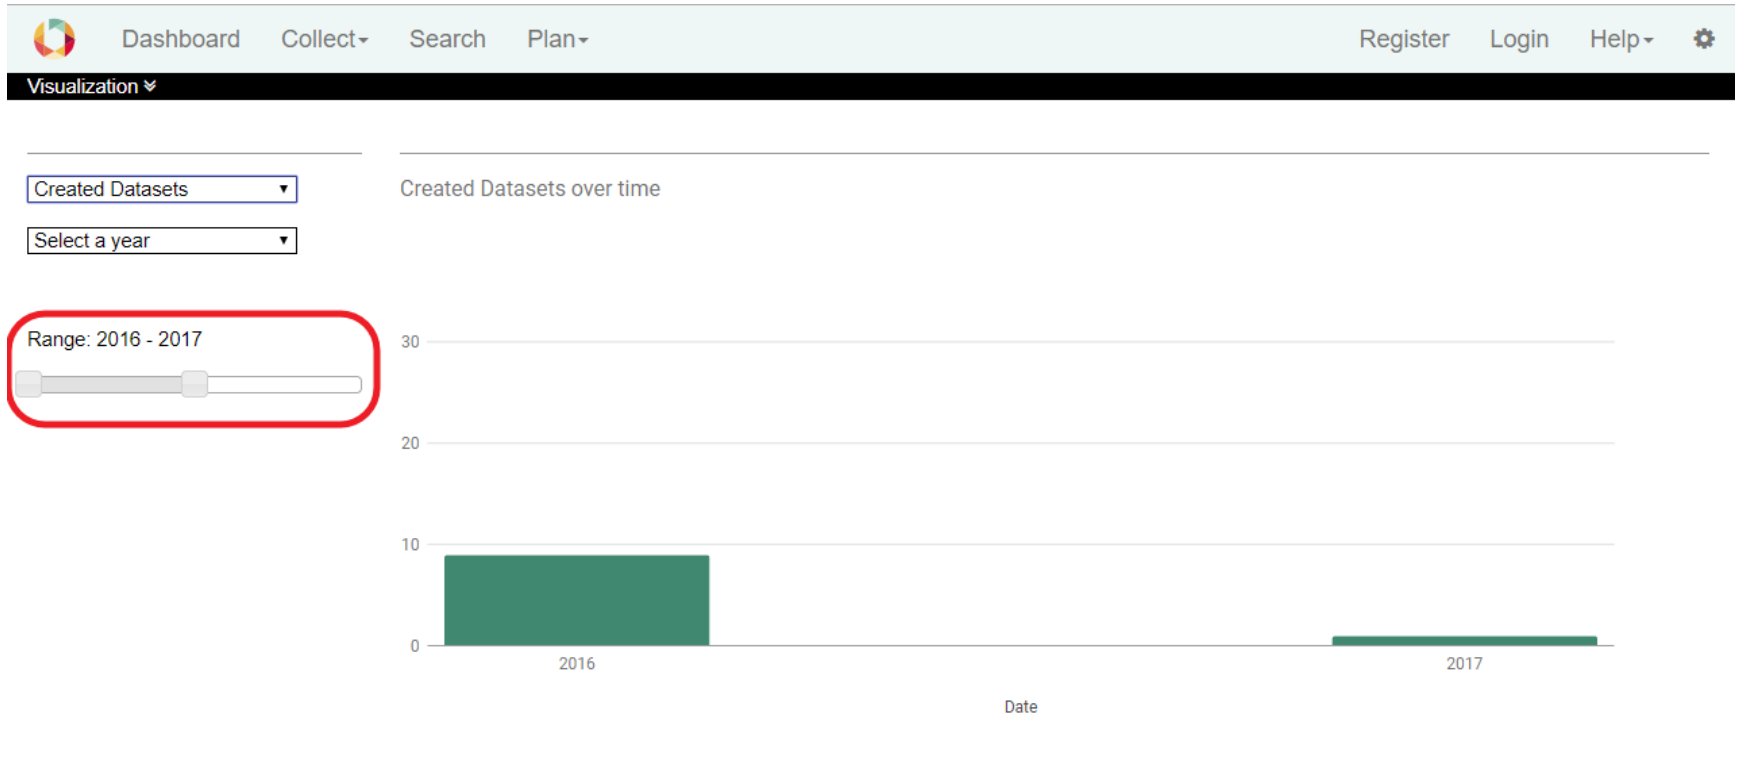 Dashboard Collect Search Plan Register Login Help
Visualization
Created Datasets
Select a year
Range: 2016 - 2017
Created Datasets over time
30
20
10
0
2016 2017
Date